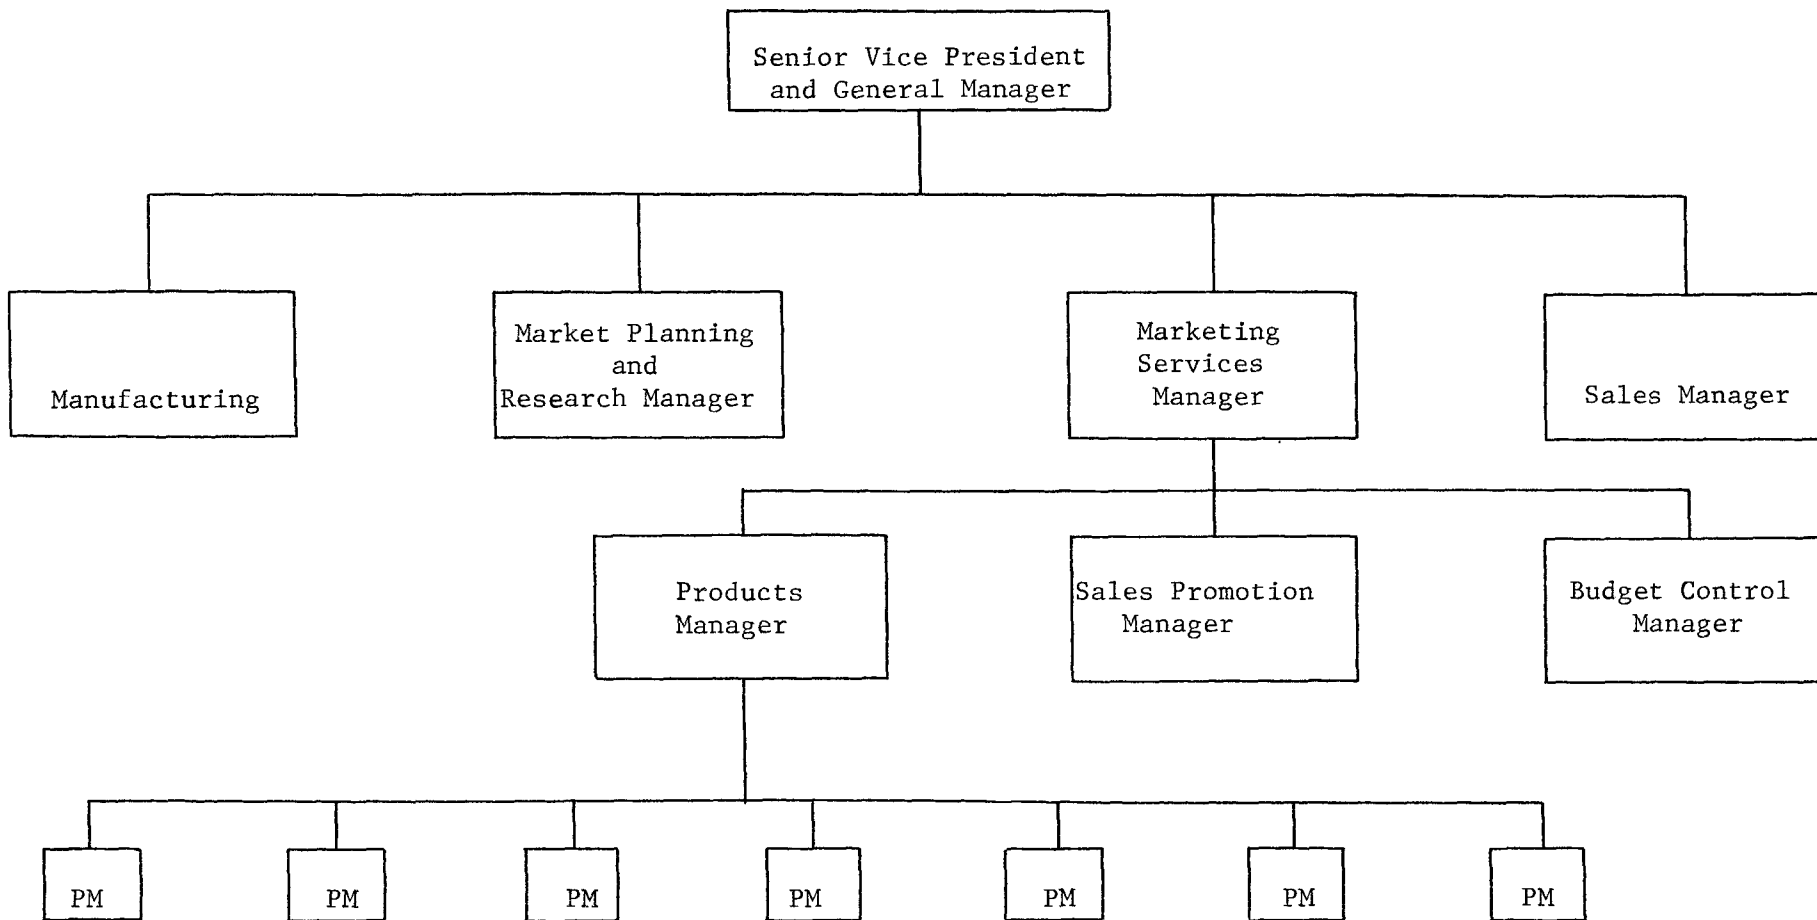 Senior Vice President
and General Manager
Manufacturing
Market Planning
and
Research Manager
Marketing
Services
Manager
Sales Manager
Products
Manager
Sales Promotion
Manager
Budget Control
Manager
PM
PM
PM
PM
PM
PM
PM